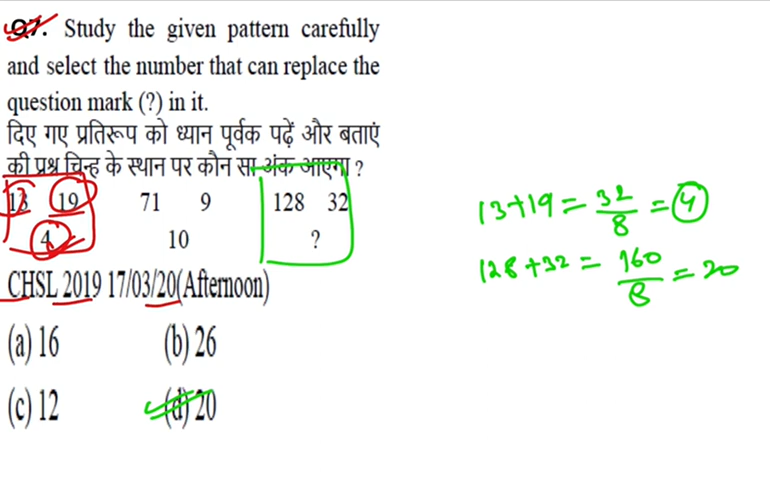 Q7. Study the given pattern carefully
and select the number that can replace the
question mark (?) in it.
दिए गए प्रतिरूप को ध्यान पूर्वक पढ़ें और बताएं
की प्रश्न चिन्ह के स्थान पर कौन सा अंक आएगा ?
13 19 71 9 128 32
4 10 ?
CHSL 2019 17/03/20(Afternoon)
(a) 16 (b) 26
(c) 12 (d) 20
13+19 = 32/8 = 4
128+32 = 160/8 = 20